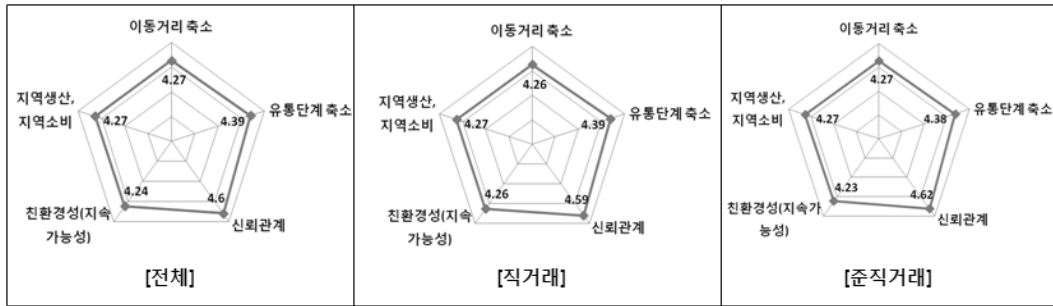 이동거리 축소
4.27
유통단계 축소
4.39
신뢰관계
4.6
친환경성(지속
가능성)
4.24
지역생산,
지역소비
4.27
[전체]
이동거리 축소
4.26
유통단계 축소
4.39
신뢰관계
4.59
친환경성(지속
가능성)
4.26
지역생산,
지역소비
4.27
[직거래]
이동거리 축소
4.27
유통단계 축소
4.38
신뢰관계
4.62
친환경성(지속가
능성)
4.23
지역생산,
지역소비
4.27
[준직거래]